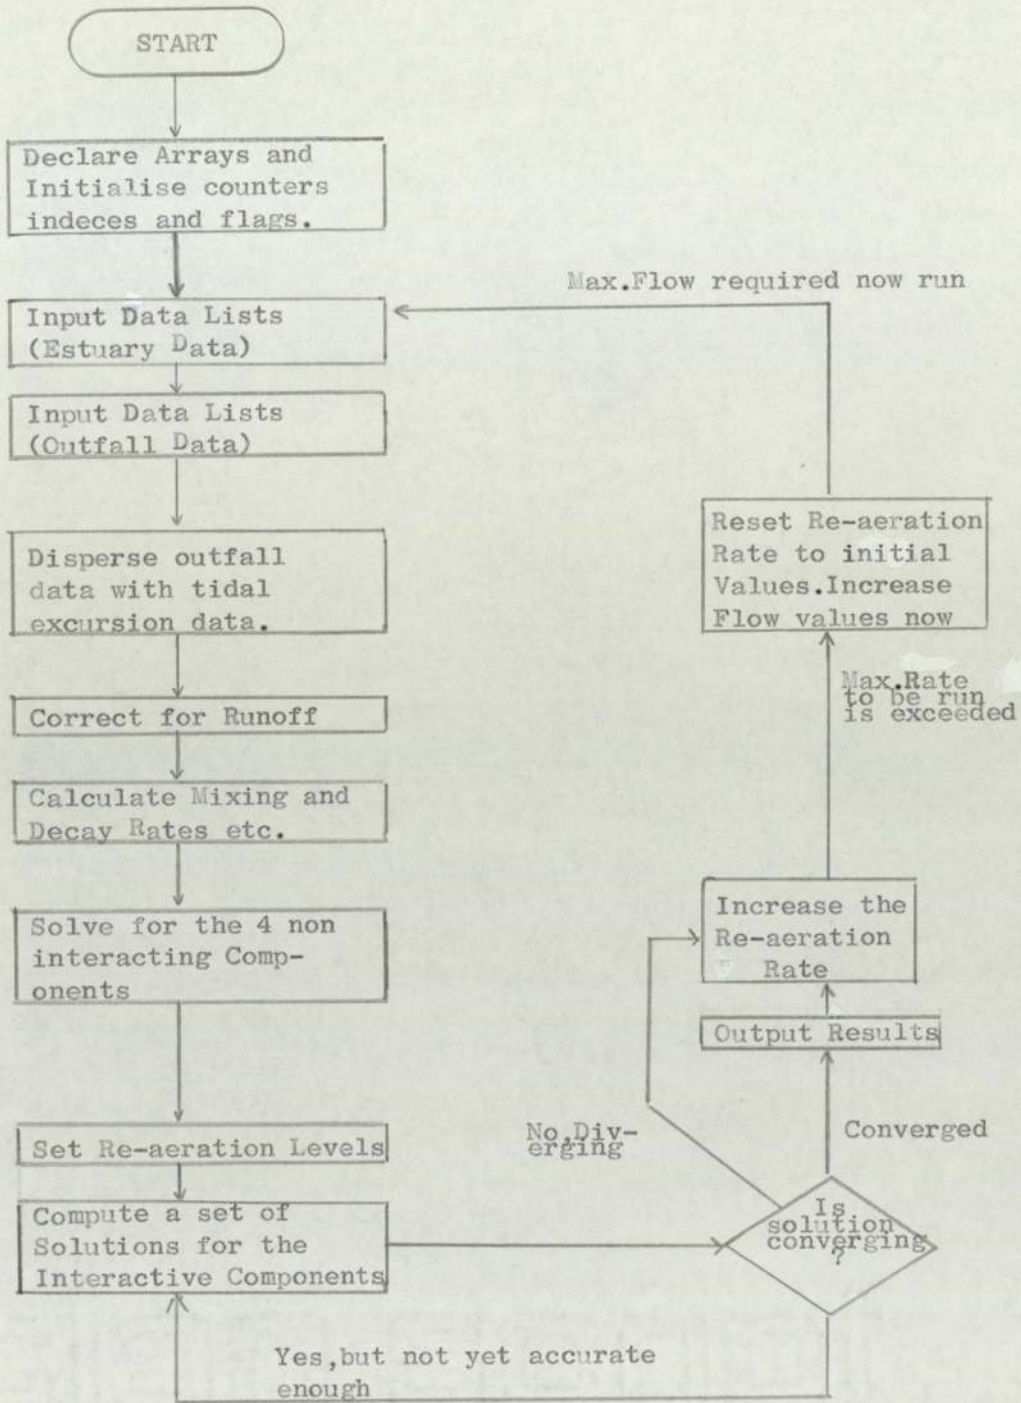 START
Declare Arrays and
Initialise counters
indeces and flags.
Max.Flow required now run
Input Data Lists
(Estuary Data)
Input Data Lists
(Outfall Data)
Disperse outfall
data with tidal
excursion data.
Correct for Runoff
Calculate Mixing and
Decay Rates etc.
Solve for the 4 non
interacting Comp-
onents
Set Re-aeration Levels
Compute a set of
Solutions for the
Interactive Components
Is
solution
converging
?
Yes,but not yet accurate
enough
No,Div-
erging
Converged
Output Results
Increase the
Re-aeration
Rate
Max.Rate
to be run
is exceeded
Reset Re-aeration
Rate to initial
Values.Increase
Flow values now